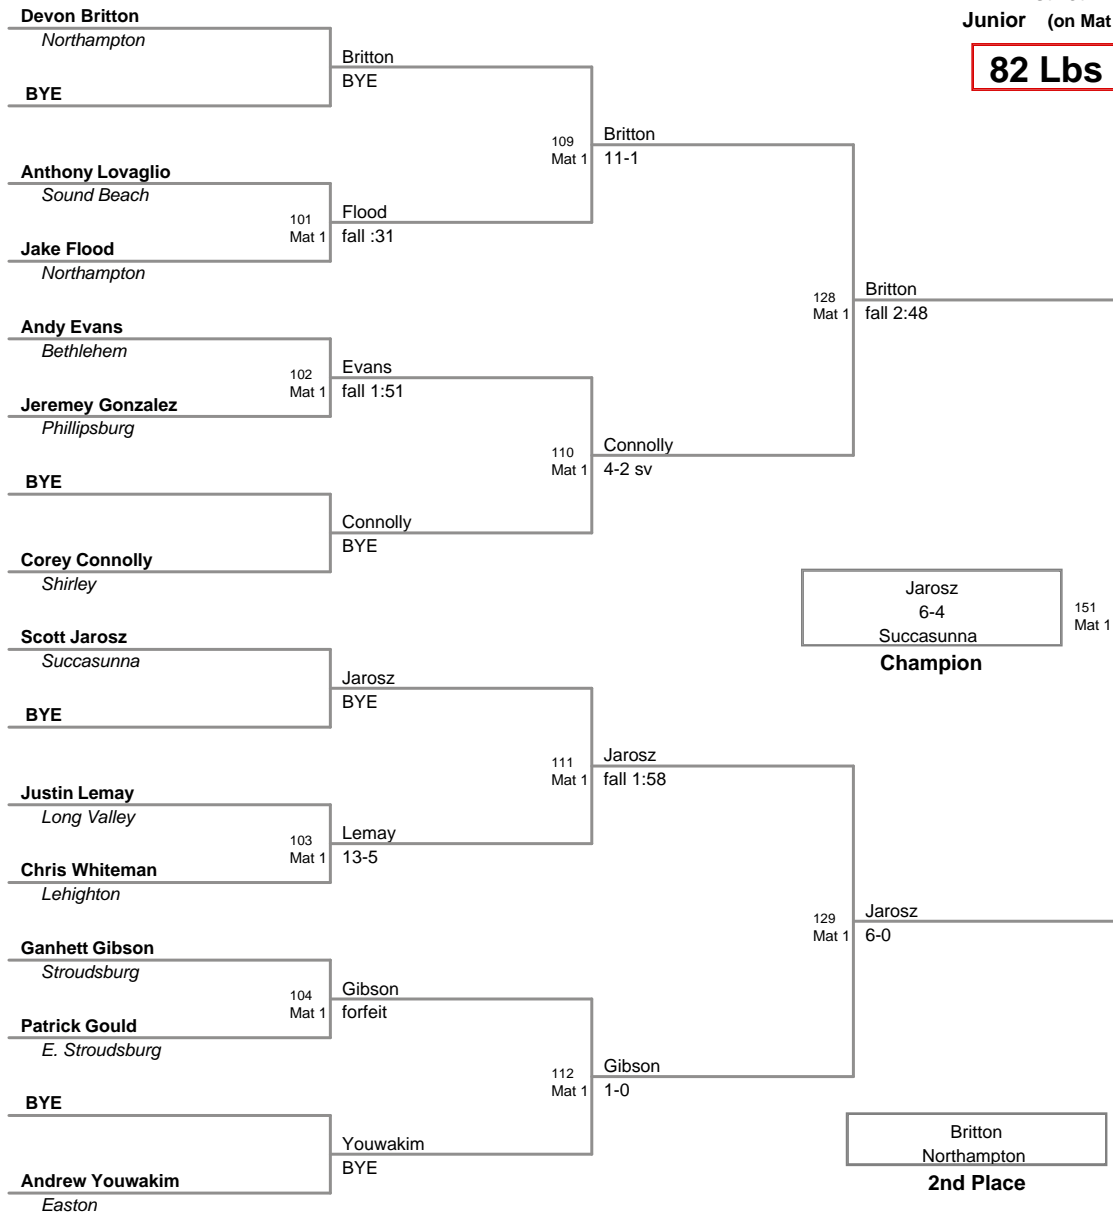 Junior (on Mat
82 Lbs
Devon Britton
Northampton
BYE
Britton
BYE
Anthony Lovaglio
Sound Beach
Jake Flood
Northampton
101
Mat 1
Flood
fall :31
109
Mat 1
Britton
11-1
Andy Evans
Bethlehem
Jeremey Gonzalez
Phillipsburg
102
Mat 1
Evans
fall 1:51
BYE
Corey Connolly
Shirley
Connolly
BYE
110
Mat 1
Connolly
4-2 sv
128
Mat 1
Britton
fall 2:48
Scott Jarosz
Succasunna
BYE
Jarosz
BYE
Justin Lemay
Long Valley
Chris Whiteman
Lehighton
103
Mat 1
Lemay
13-5
111
Mat 1
Jarosz
fall 1:58
Ganhett Gibson
Stroudsburg
Patrick Gould
E. Stroudsburg
104
Mat 1
Gibson
forfeit
BYE
Andrew Youwakim
Easton
Youwakim
BYE
112
Mat 1
Gibson
1-0
129
Mat 1
Jarosz
6-0
Jarosz
6-4
Succasunna
Champion
151
Mat 1
Britton
Northampton
2nd Place